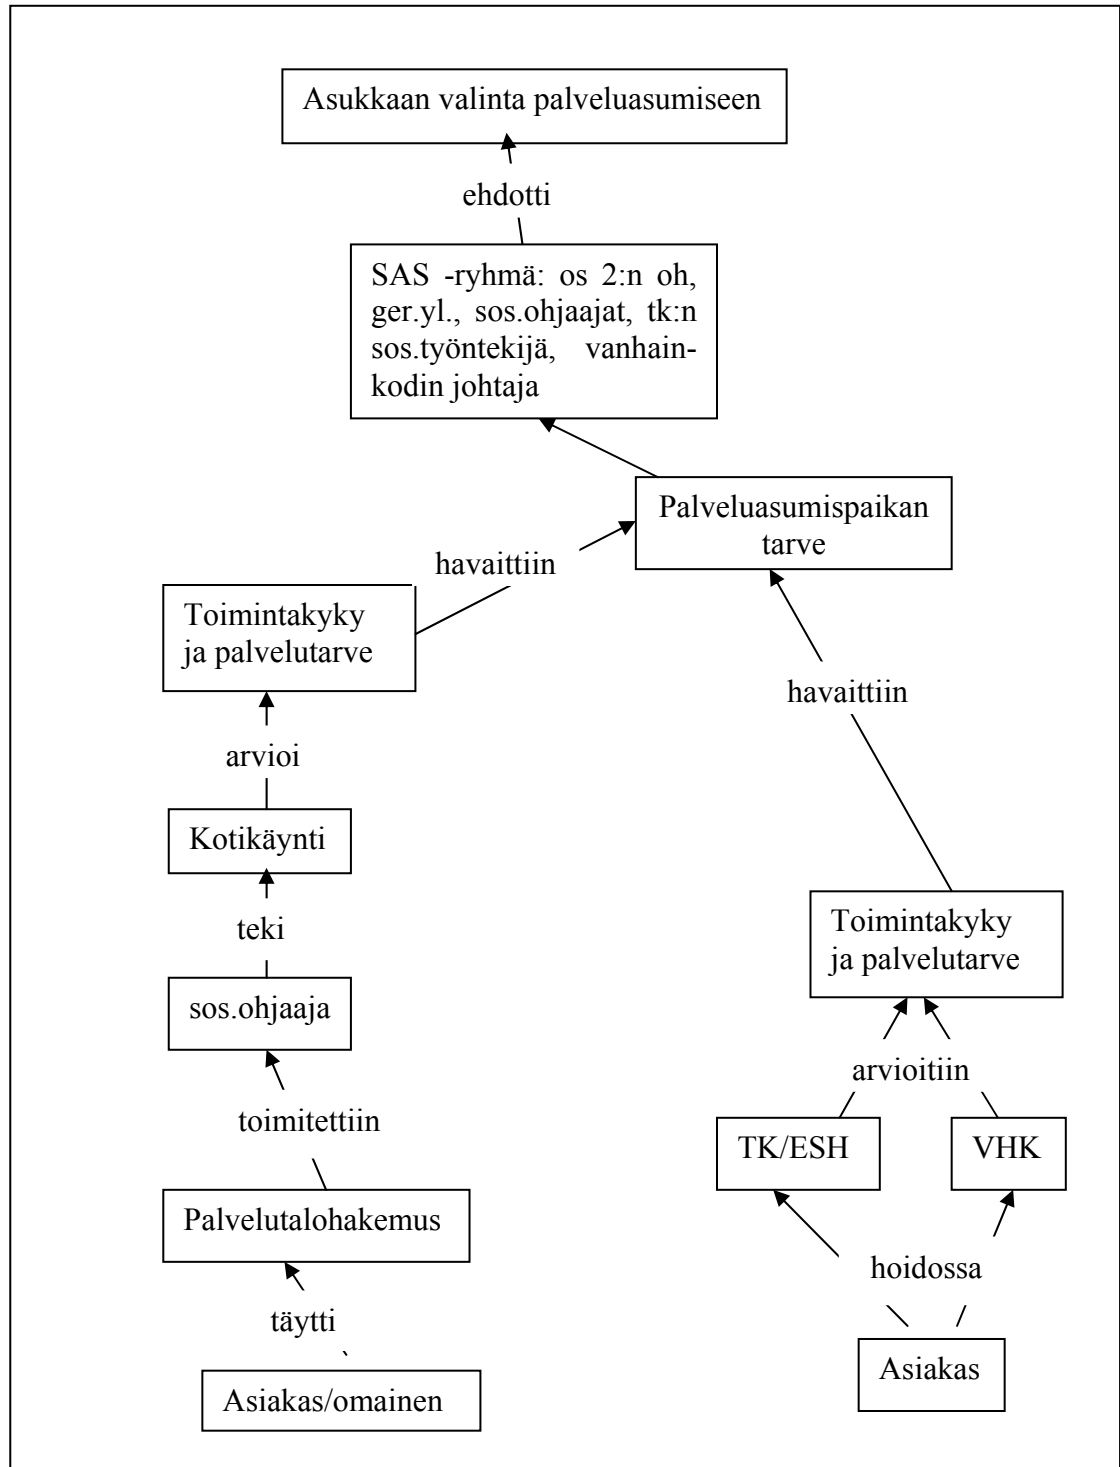 Asukkaan valinta palveluasumiseen
ehdotti
SAS -ryhmä: os 2:n oh,
ger.yl., sos.ohjaajat, tk:n
sos.työntekijä, vanhain-
kodin johtaja
Palveluasumispaikan
tarve
havaittiin
Toimintakyky
ja palvelutarve
havaittiin
arvioi
Kotikäynti
teki
Toimintakyky
ja palvelutarve
sos.ohjaaja
arvioitiin
toimitettiin
TK/ESH
VHK
Palvelutalohakemus
hoidossa
täytti
Asiakas
Asiakas/omainen